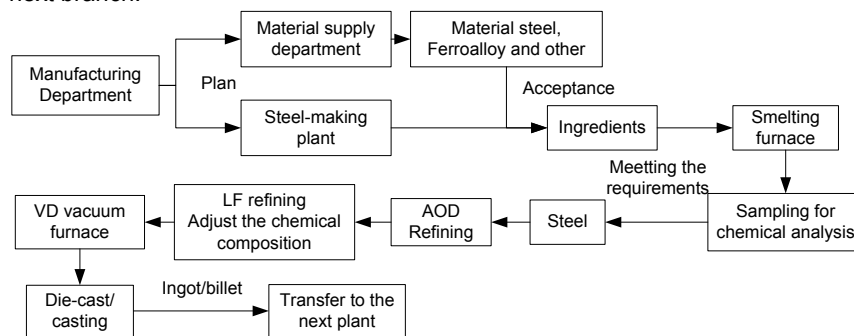 next branch.
Material supply
department
Material steel,
Ferroalloy and other
Manufacturing
Department
Plan
Acceptance
Steel-making
plant
Ingredients
Smelting
furnace
Meetting the
requirements
VD vacuum
furnace
LF refining
Adjust the chemical
composition
AOD
Refining
Steel
Sampling for
chemical analysis
Die-cast/
casting
Ingot/billet
Transfer to the
next plant